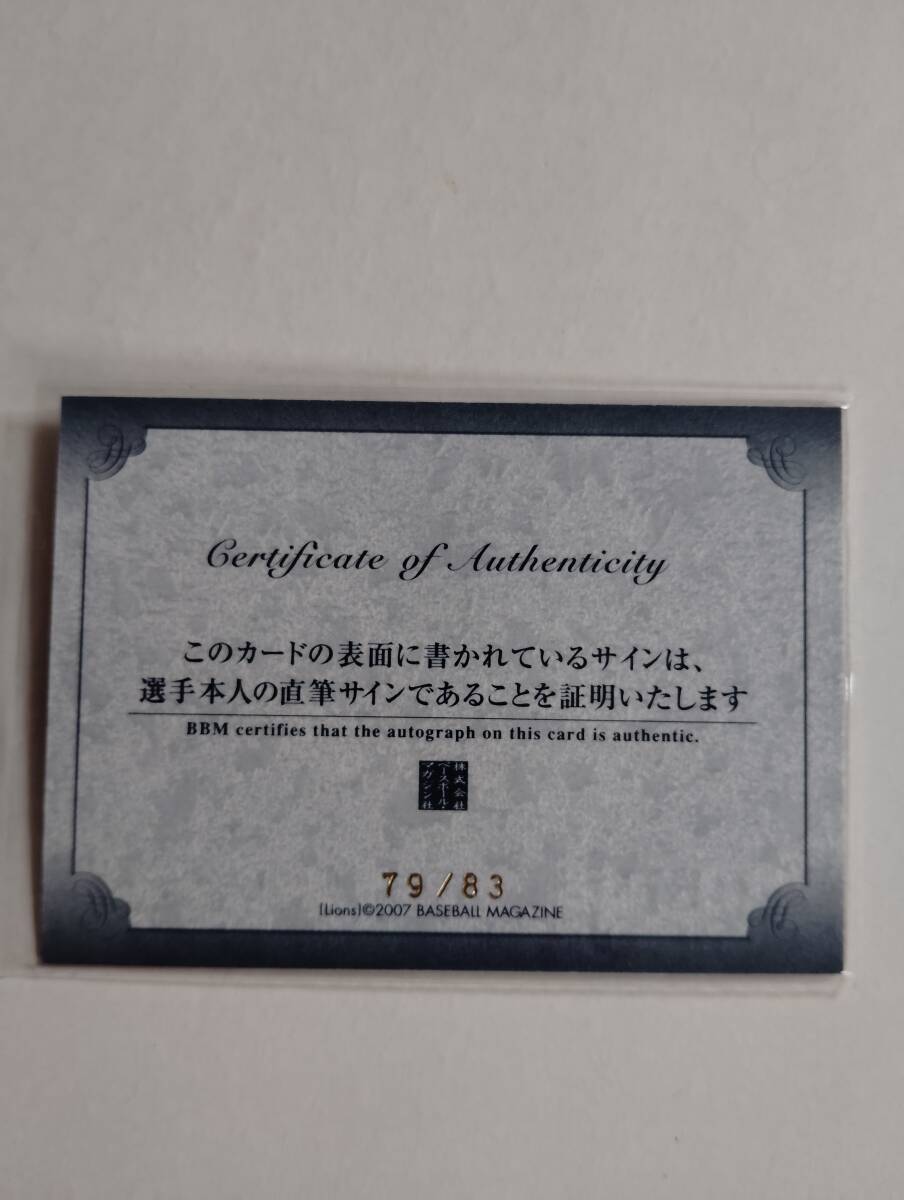 Certificate of Authenticity
このカードの表面に書かれているサインは、
選手本人の直筆サインであることを証明いたします
BBM certifies that the autograph on this card is authentic.
株式会社
ベースボール・
マガジン社
79/83
(Lions)©2007 BASEBALL MAGAZINE